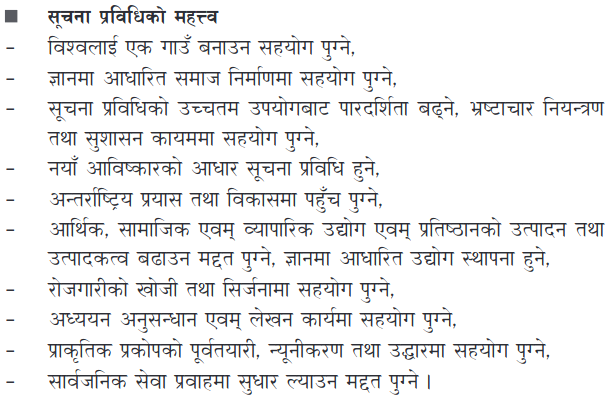 ■ सूचना प्रविधिको महत्त्व
- विश्वलाई एक गाउँ बनाउन सहयोग पुग्ने,
- ज्ञानमा आधारित समाज निर्माणमा सहयोग पुग्ने,
- सूचना प्रविधिको उच्चतम उपयोगबाट पारदर्शिता बढ्ने, भ्रष्टाचार नियन्त्रण
तथा सुशासन कायममा सहयोग पुग्ने,
- नयाँ आविष्कारको आधार सूचना प्रविधि हुने,
- अन्तर्राष्ट्रिय प्रयास तथा विकासमा पहुँच पुग्ने,
- आर्थिक, सामाजिक एवम् व्यापारिक उद्योग एवम् प्रतिष्ठानको उत्पादन तथा
उत्पादकत्व बढाउन मद्दत पुग्ने, ज्ञानमा आधारित उद्योग स्थापना हुने,
- रोजगारीको खोजी तथा सिर्जनामा सहयोग पुग्ने,
- अध्ययन अनुसन्धान एवम् लेखन कार्यमा सहयोग पुग्ने,
- प्राकृतिक प्रकोपको पूर्वतयारी, न्यूनीकरण तथा उद्धारमा सहयोग पुग्ने,
- सार्वजनिक सेवा प्रवाहमा सुधार ल्याउन मद्दत पुग्ने ।